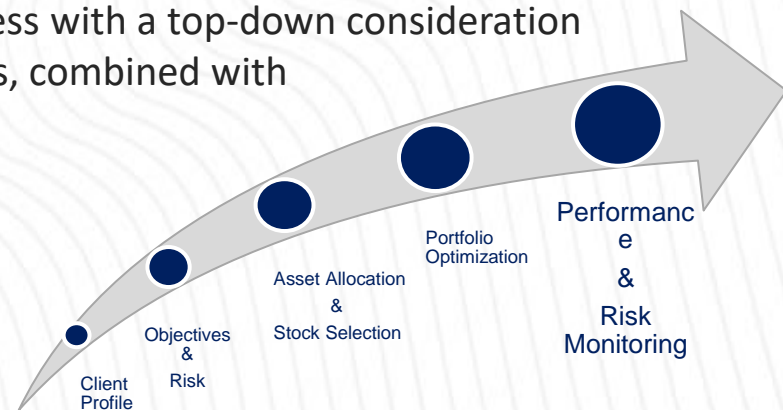 ess with a top-down consideration
s, combined with
Performanc
e
&
Risk
Monitoring
Portfolio
Optimization
Asset Allocation
&
Stock Selection
Objectives
&
Risk
Client
Profile